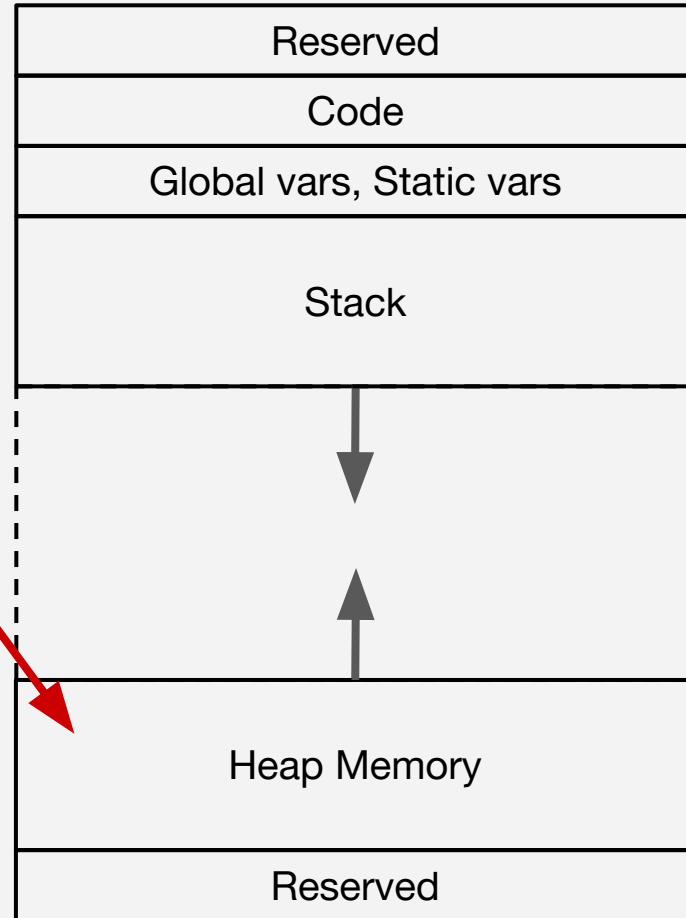 Reserved
Code
Global vars, Static vars
Stack
Heap Memory
Reserved